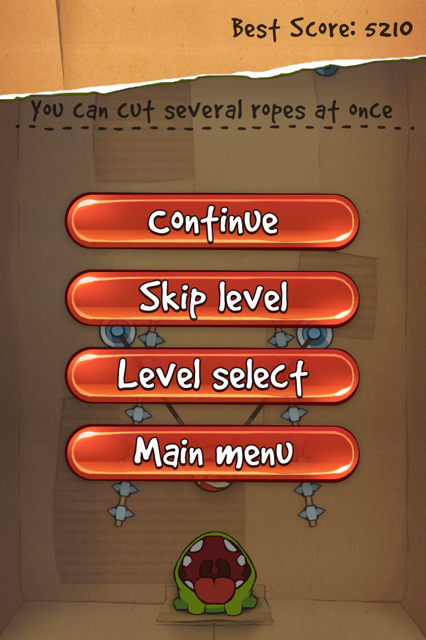 Best Score: 5210
You can cut several ropes at once
Continue
Skip level
Level select
Main menu